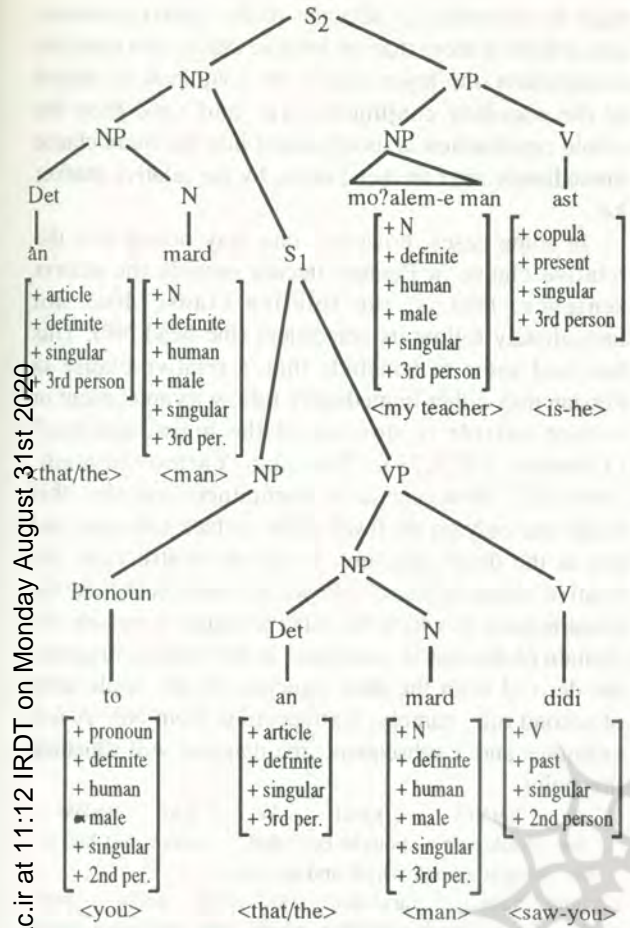 S2
NP VP
NP NP V
Det N mo?alem-e man ast
ân mard S1
+ article
+ definite
+ singular
+ 3rd person
<that/the>
+ N
+ definite
+ human
+ male
+ singular
+ 3rd per.
<man>
+ N
+ definite
+ human
+ male
+ singular
+ 3rd person
<my teacher>
+ copula
+ present
+ singular
+ 3rd person
<is-he>
NP VP
NP
Pronoun V
Det N
to an mard didi
+ pronoun
+ definite
+ human
male
+ singular
+ 2nd per.
<you>
+ article
+ definite
+ singular
+ 3rd per.
<that/the>
+ N
+ definite
+ human
+ male
+ singular
+ 3rd per.
<man>
+ V
+ past
+ singular
+ 2nd person
<saw-you>
c.ir at 11:12 IRDT on Monday August 31st 2020